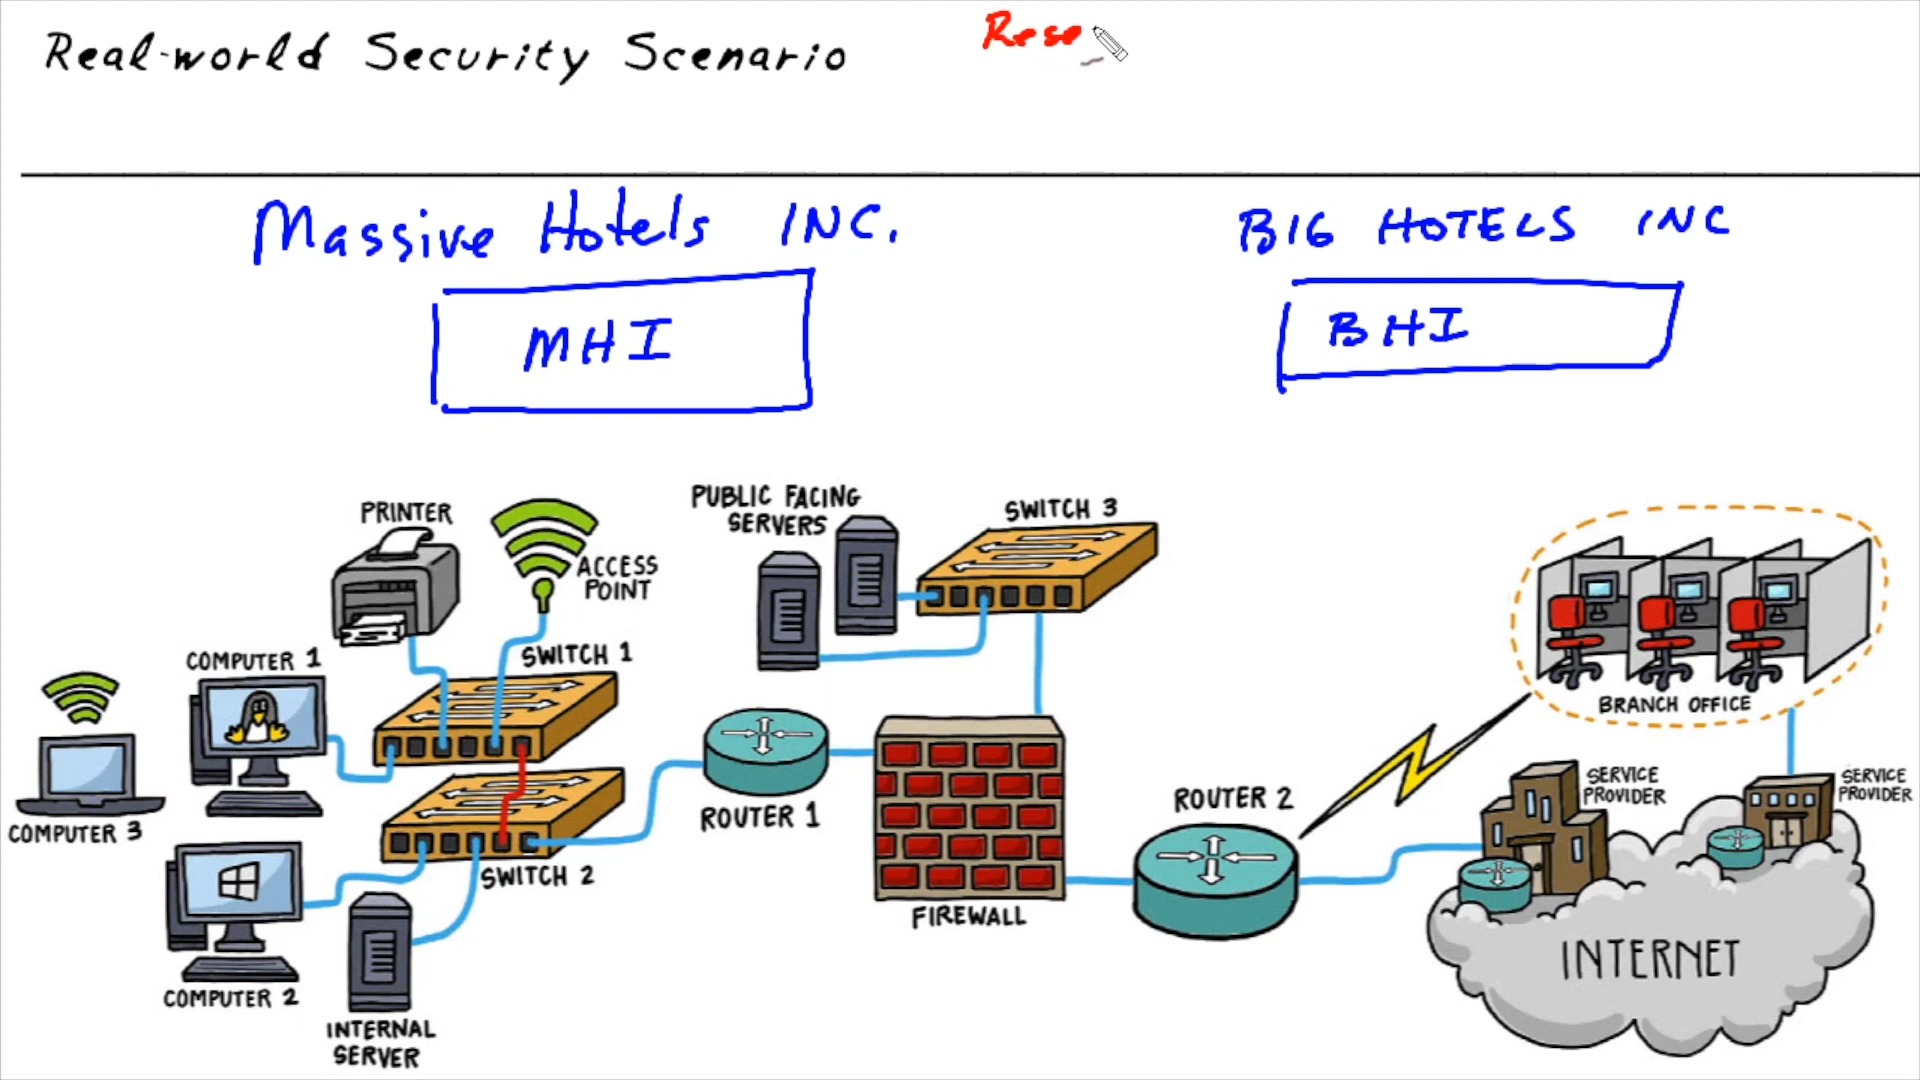 Real-world Security Scenario
Rese
Massive Hotels INC.
BIG HOTELS INC
MHI
BHI
PRINTER
ACCESS
POINT
PUBLIC FACING
SERVERS
SWITCH 3
COMPUTER 1
SWITCH 1
COMPUTER 3
SWITCH 2
COMPUTER 2
INTERNAL
SERVER
ROUTER 1
FIREWALL
ROUTER 2
BRANCH OFFICE
SERVICE
PROVIDER
SERVICE
PROVIDER
INTERNET